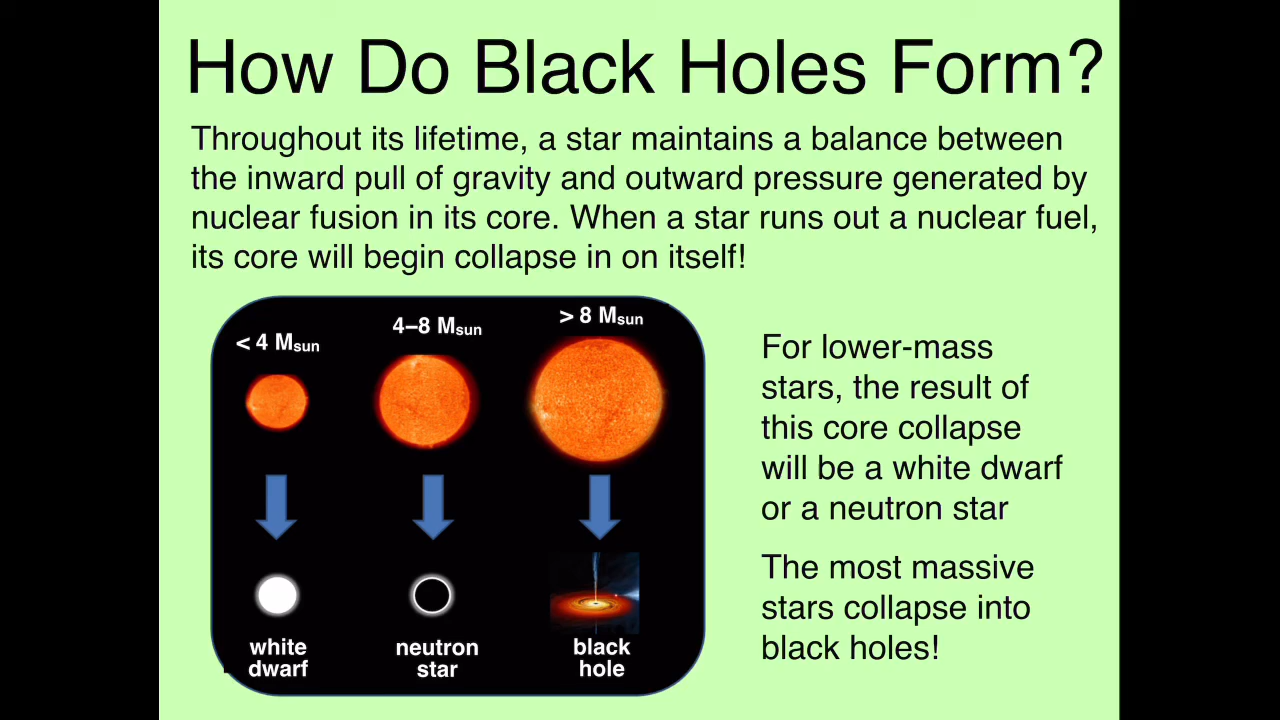 How Do Black Holes Form?
Throughout its lifetime, a star maintains a balance between
the inward pull of gravity and outward pressure generated by
nuclear fusion in its core. When a star runs out a nuclear fuel,
its core will begin collapse in on itself!
< 4 Msun
4–8 Msun
> 8 Msun
white
dwarf
neutron
star
black
hole
For lower-mass
stars, the result of
this core collapse
will be a white dwarf
or a neutron star
The most massive
stars collapse into
black holes!